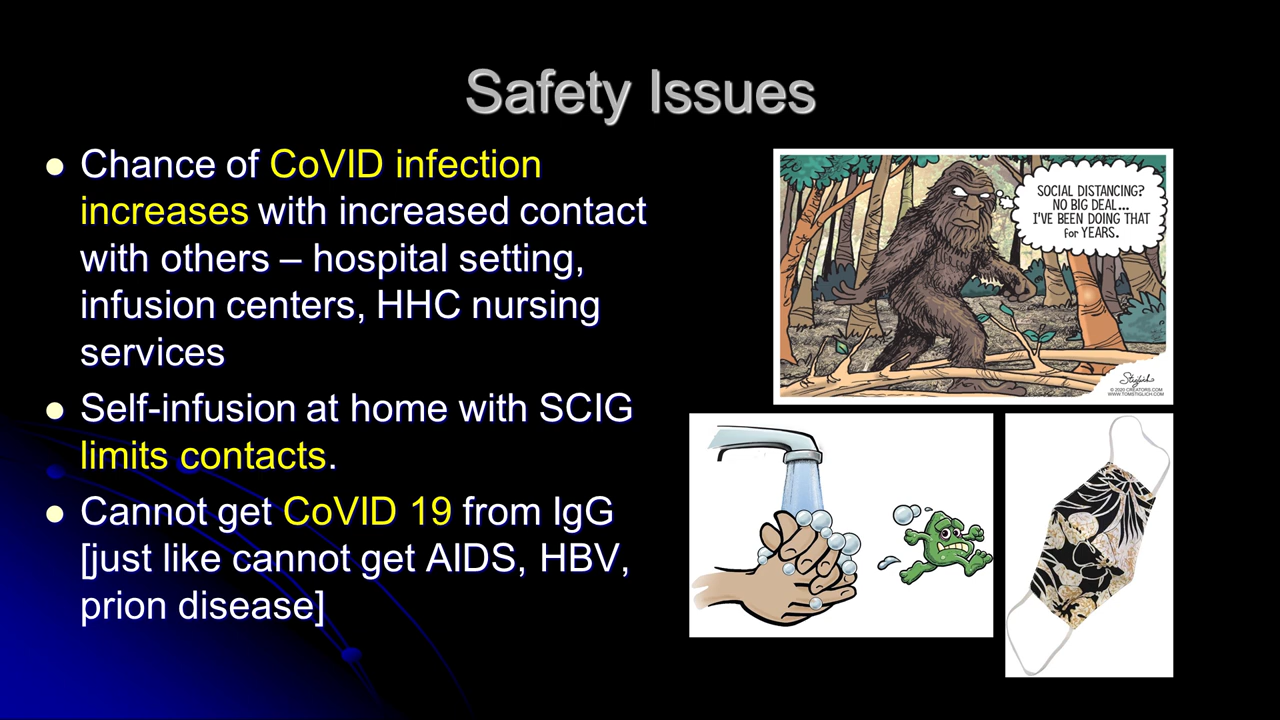 Safety Issues
Chance of CoVID infection
increases with increased contact
with others – hospital setting,
infusion centers, HHC nursing
services
Self-infusion at home with SCIG
limits contacts.
Cannot get CoVID 19 from IgG
[just like cannot get AIDS, HBV,
prion disease]
SOCIAL DISTANCING?
NO BIG DEAL...
I'VE BEEN DOING THAT
for YEARS.
© 2020 CREATORS.COM
WWW.TOMSTIGLICH.COM